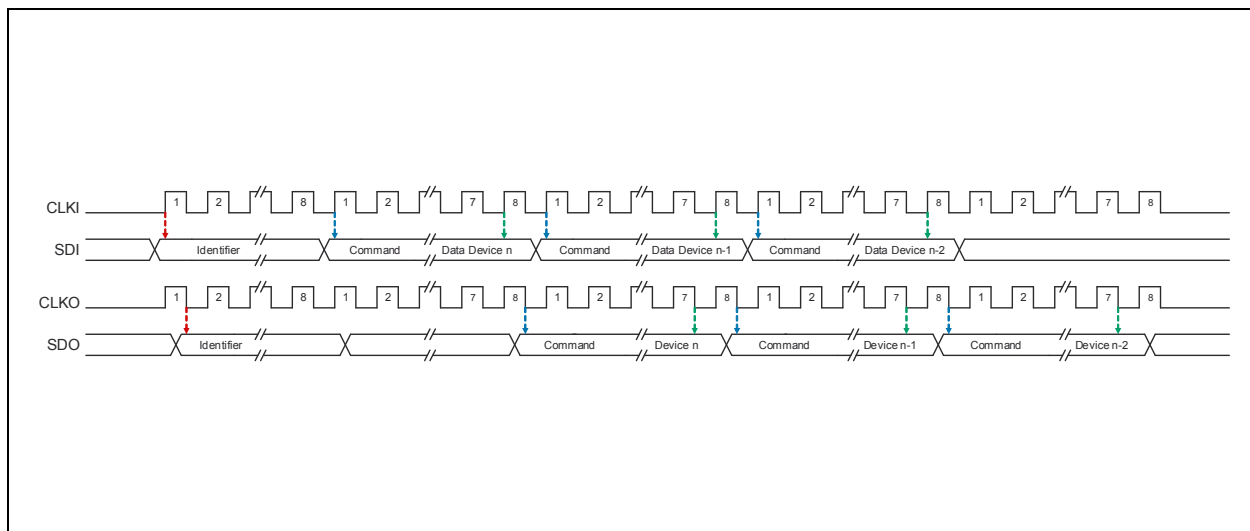 1 2 8 1 2 7 8 1 2 7 8 1 2 7 8 1 2 7 8
CLKI
SDI Identifier Command Data Device n Command Data Device n-1 Command Data Device n-2
1 2 8 1 2 7 8 1 2 7 8 1 2 7 8 1 2 7 8
CLKO
SDO Identifier Command Device n Command Device n-1 Command Device n-2